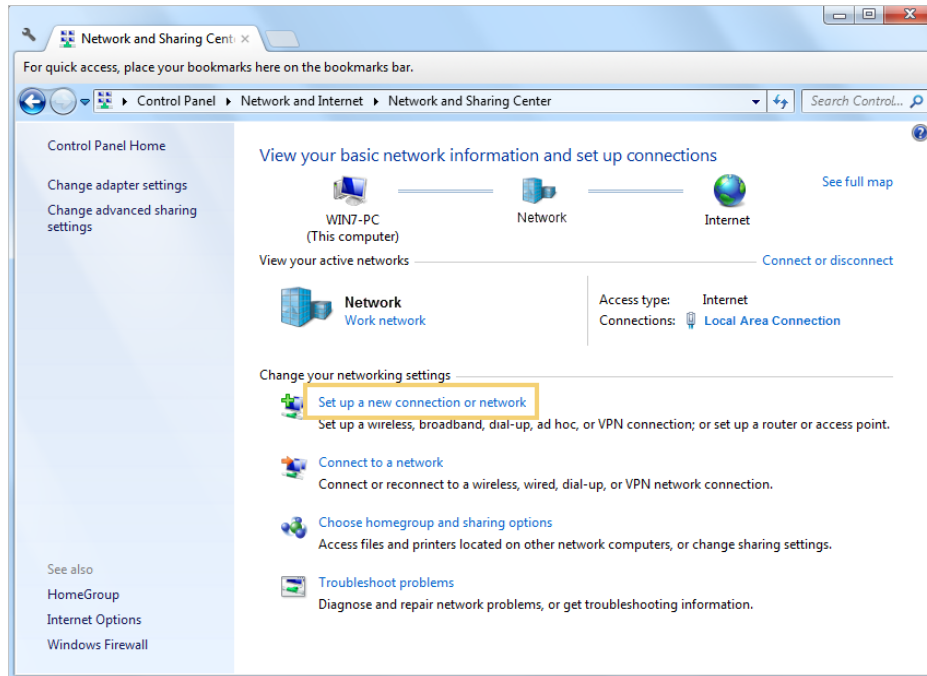 Network and Sharing Cent
For quick access, place your bookmarks here on the bookmarks bar.
Control Panel Network and Internet Network and Sharing Center Search Control...
Control Panel Home
Change adapter settings
Change advanced sharing
settings
View your basic network information and set up connections
See full map
WIN7-PC
(This computer)
Network
Internet
View your active networks
Connect or disconnect
Network
Work network
Access type: Internet
Connections: Local Area Connection
Change your networking settings
Set up a new connection or network
Set up a wireless, broadband, dial-up, ad hoc, or VPN connection; or set up a router or access point.
Connect to a network
Connect or reconnect to a wireless, wired, dial-up, or VPN network connection.
Choose homegroup and sharing options
Access files and printers located on other network computers, or change sharing settings.
Troubleshoot problems
Diagnose and repair network problems, or get troubleshooting information.
See also
HomeGroup
Internet Options
Windows Firewall